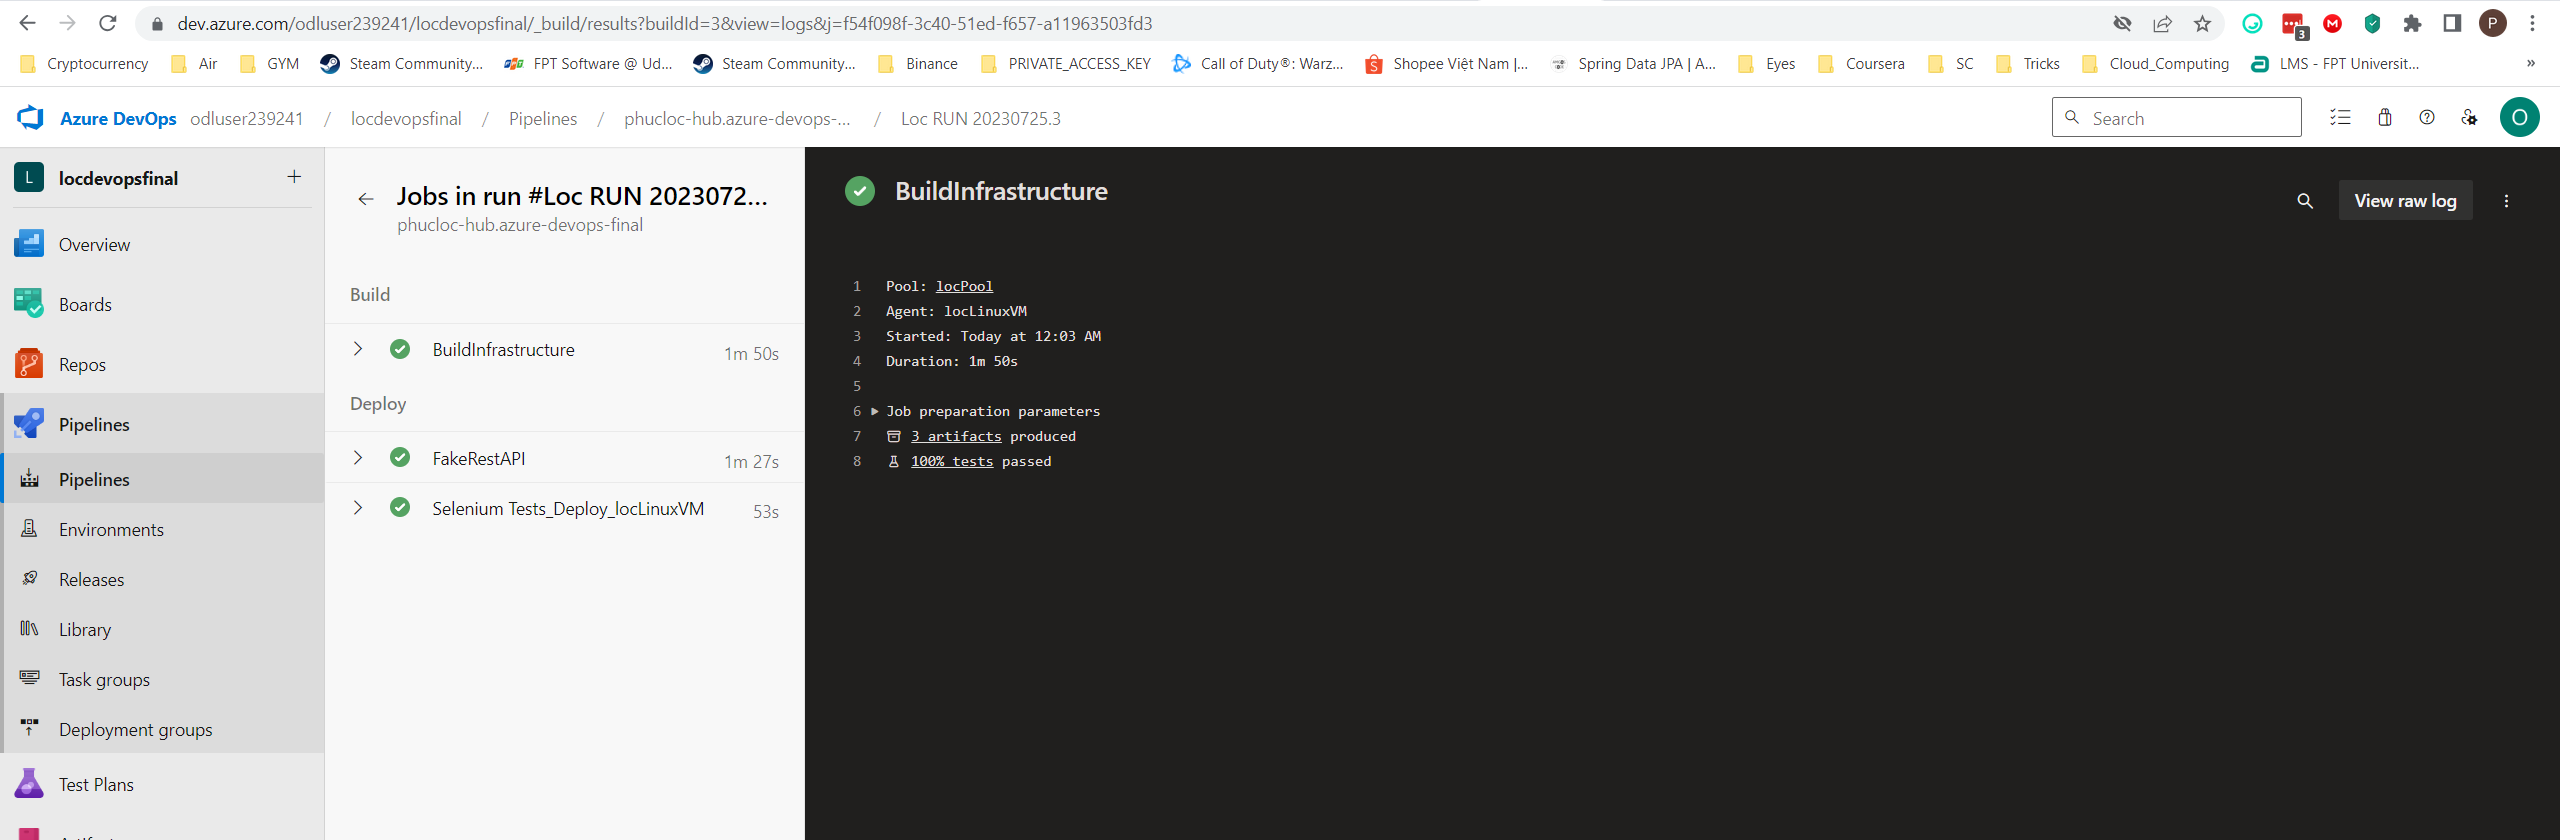 dev.azure.com/odluser239241/locdevopsfinal/_build/results?buildId=3&view=logs&j=f54f098f-3c40-51ed-f657-a11963503fd3
3
P
Cryptocurrency
Air
GYM
Steam Community...
FPT Software @ Ud...
Steam Community...
Binance
PRIVATE_ACCESS_KEY
Call of Duty®: Warz...
Shopee Việt Nam |...
Spring Data JPA | A...
Eyes
Coursera
SC
Tricks
Cloud_Computing
LMS - FPT Universit...
»
Azure DevOps
odluser239241 / locdevopsfinal / Pipelines / phucloc-hub.azure-devops-... / Loc RUN 20230725.3
Search
O
L
locdevopsfinal
Overview
Boards
Repos
Pipelines
Pipelines
Environments
Releases
Library
Task groups
Deployment groups
Test Plans
Jobs in run #Loc RUN 2023072...
phucloc-hub.azure-devops-final
Build
BuildInfrastructure 1m 50s
Deploy
FakeRestAPI 1m 27s
Selenium Tests_Deploy_locLinuxVM 53s
BuildInfrastructure
View raw log
1 Pool: locPool
2 Agent: locLinuxVM
3 Started: Today at 12:03 AM
4 Duration: 1m 50s
5
6 Job preparation parameters
7 3 artifacts produced
8 100% tests passed